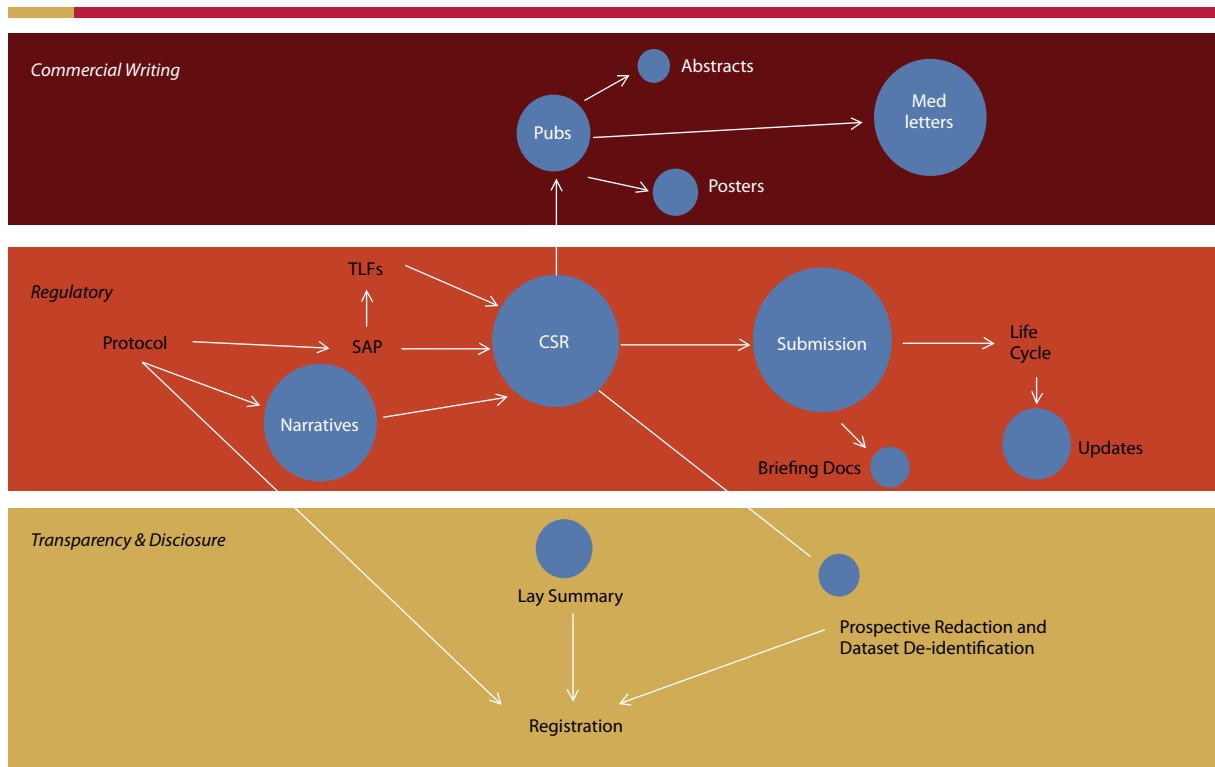 Commercial Writing
Abstracts
Med
letters
Pubs
Posters
TLFs
Regulatory
Protocol
SAP
CSR
Submission
Life
Cycle
Narratives
Briefing Docs
Updates
Transparency & Disclosure
Lay Summary
Prospective Redaction and
Dataset De-identification
Registration